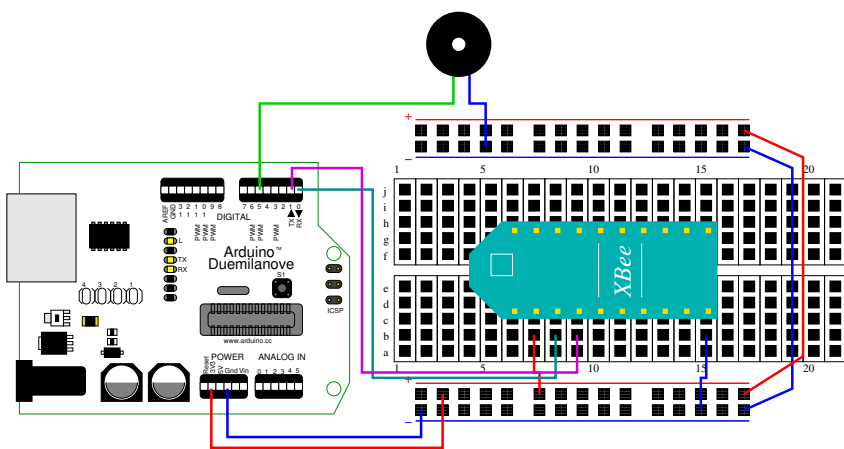 +
−
1 5 10 15 20
j
i
h
g
f
e
d
c
b
a
XBee
1 5 10 15 20
+
−
AREF
GND
13
12
11
10
9
8
7
6
5
4
3
2
1
0
DIGITAL
PWM
PWM
PWM
PWM
PWM
PWM
TX
RX
L
TX
RX
Arduino™
Duemilanove
S1
4 3 2 1
ICSP
www.arduino.cc
POWER
ANALOG IN
Reset
3V3
5V
Gnd Vin
0 1 2 3 4 5